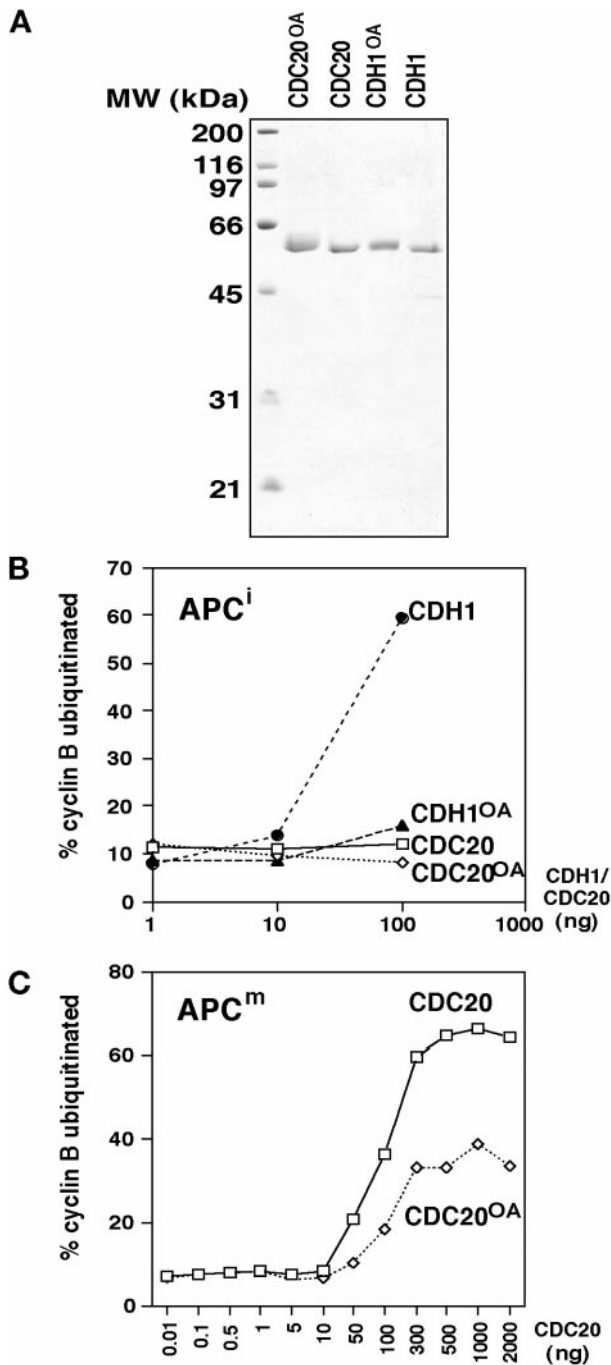 A
CDC20OA
CDC20
CDH1OA
CDH1
MW (kDa)
200
116
97
66
45
31
21
B
APCi
% cyclin B ubiquitinated
70
60
50
40
30
20
10
0
CDH1
CDH1OA
CDC20
CDC20OA
1
10
100
1000
CDH1/
CDC20
(ng)
C
APCm
% cyclin B ubiquitinated
80
60
40
20
0
CDC20
CDC20OA
0.01
0.1
0.5
1
5
10
50
100
300
500
1000
2000
CDC20
(ng)